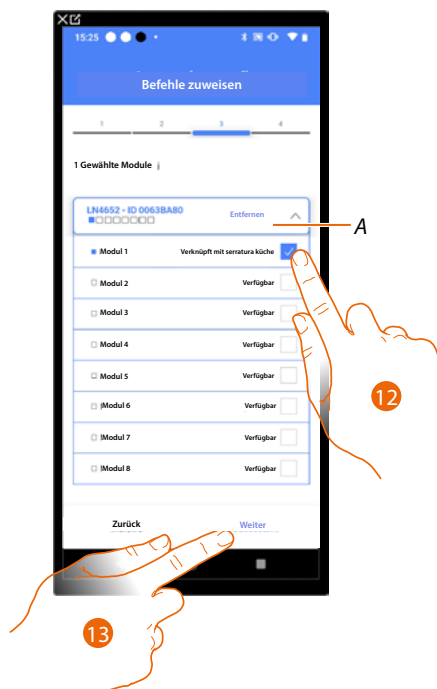 15:25
Befehle zuweisen
1 2 3 4
1 Gewählte Module
LN4652 - ID 0063BA80 Entfernen
A
Modul 1 Verknüpft mit serratura küche
Modul 2 Verfügbar
Modul 3 Verfügbar
Modul 4 Verfügbar
Modul 5 Verfügbar
Modul 6 Verfügbar
Modul 7 Verfügbar
Modul 8 Verfügbar
12
Zurück Weiter
13